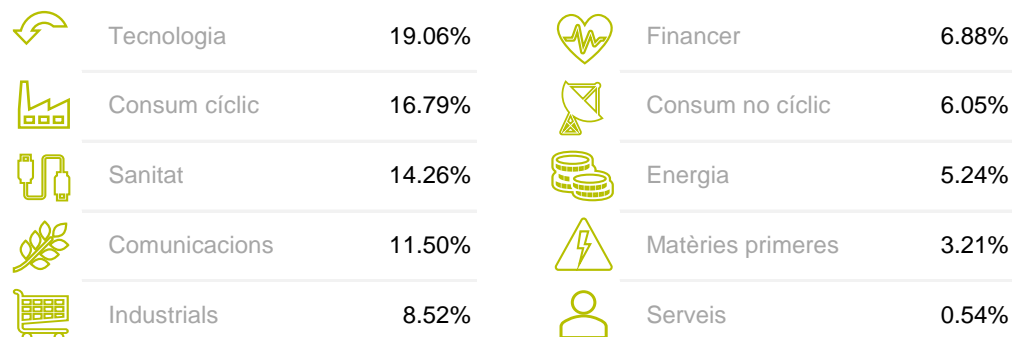 Tecnologia 19.06%
Consum cíclic 16.79%
Sanitat 14.26%
Comunicacions 11.50%
Industrials 8.52%
Financer 6.88%
Consum no cíclic 6.05%
Energia 5.24%
Matèries primeres 3.21%
Serveis 0.54%